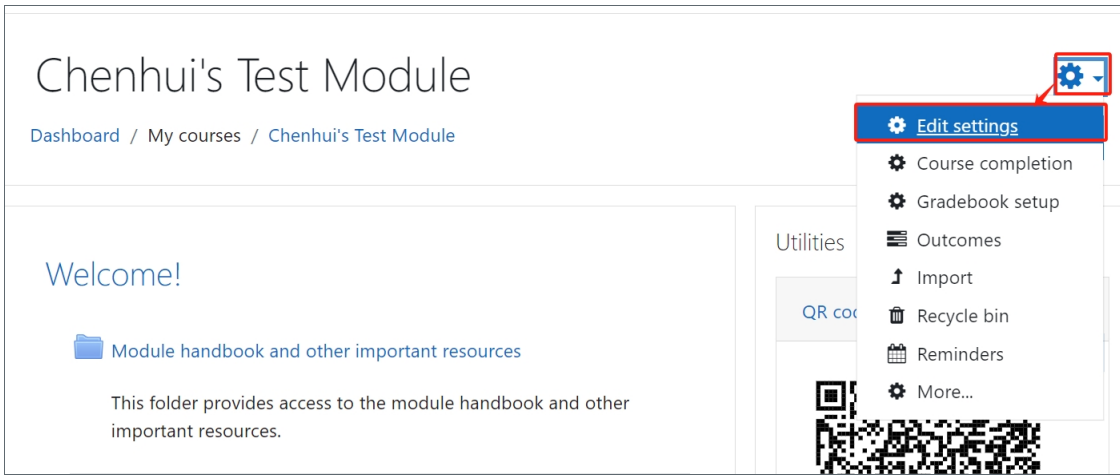 Chenhui's Test Module
Dashboard / My courses / Chenhui's Test Module
Edit settings
Course completion
Gradebook setup
Outcomes
Import
Recycle bin
Reminders
More...
Welcome!
Module handbook and other important resources
This folder provides access to the module handbook and other
important resources.
Utilities
QR